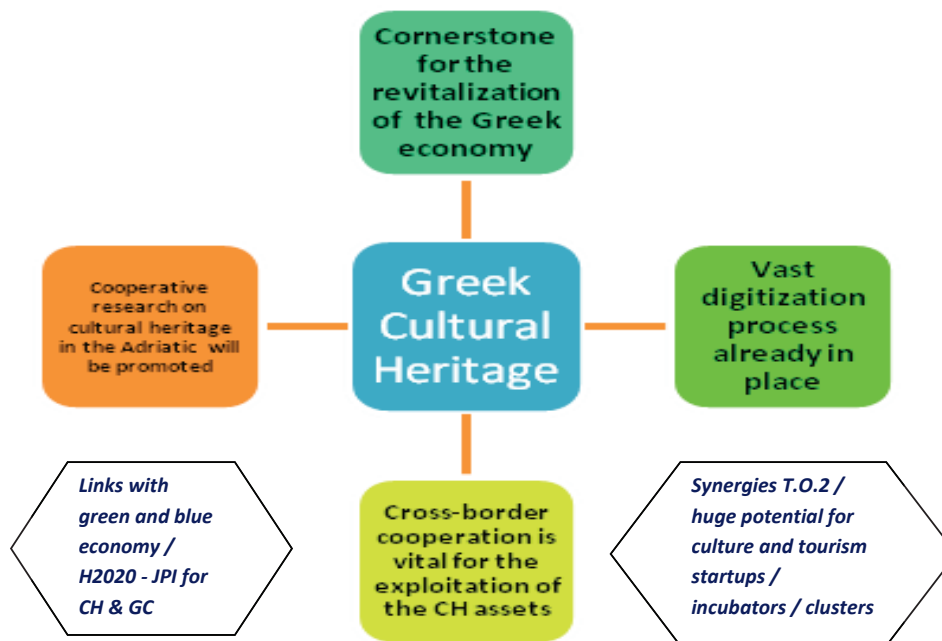 Cornerstone
for the
revitalization
of the Greek
economy
Cooperative
research on
cultural heritage
in the Adriatic will
be promoted
Greek
Cultural
Heritage
Vast
digitization
process
already in
place
Links with
green and blue
economy /
H2020 - JPI for
CH & GC
Cross-border
cooperation is
vital for the
exploitation of
the CH assets
Synergies T.O.2 /
huge potential for
culture and tourism
startups /
incubators / clusters